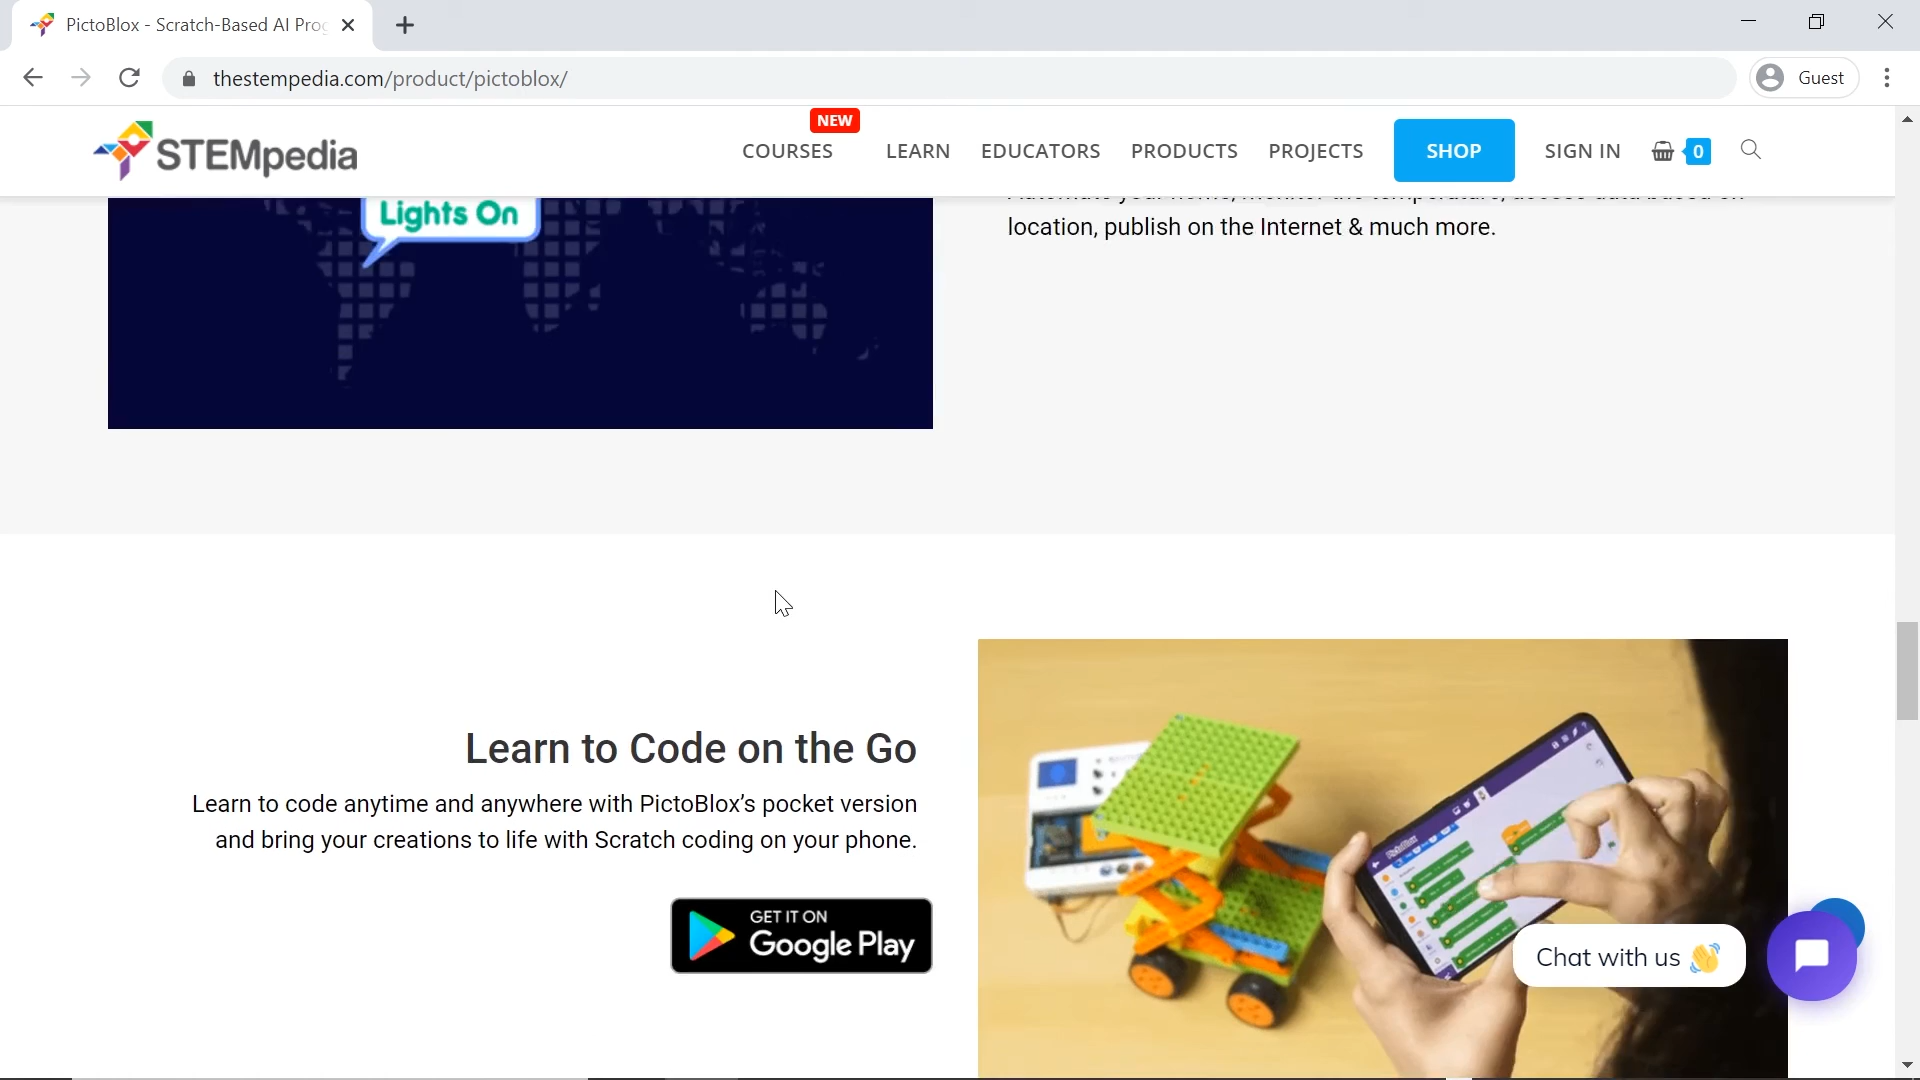 PictoBlox - Scratch-Based AI Prog
thestempedia.com/product/pictoblox/
Guest
STEMpedia
COURSES
NEW
LEARN
EDUCATORS
PRODUCTS
PROJECTS
SHOP
SIGN IN
0
Lights On
location, publish on the Internet & much more.
Learn to Code on the Go
Learn to code anytime and anywhere with PictoBlox's pocket version
and bring your creations to life with Scratch coding on your phone.
GET IT ON
Google Play
Chat with us